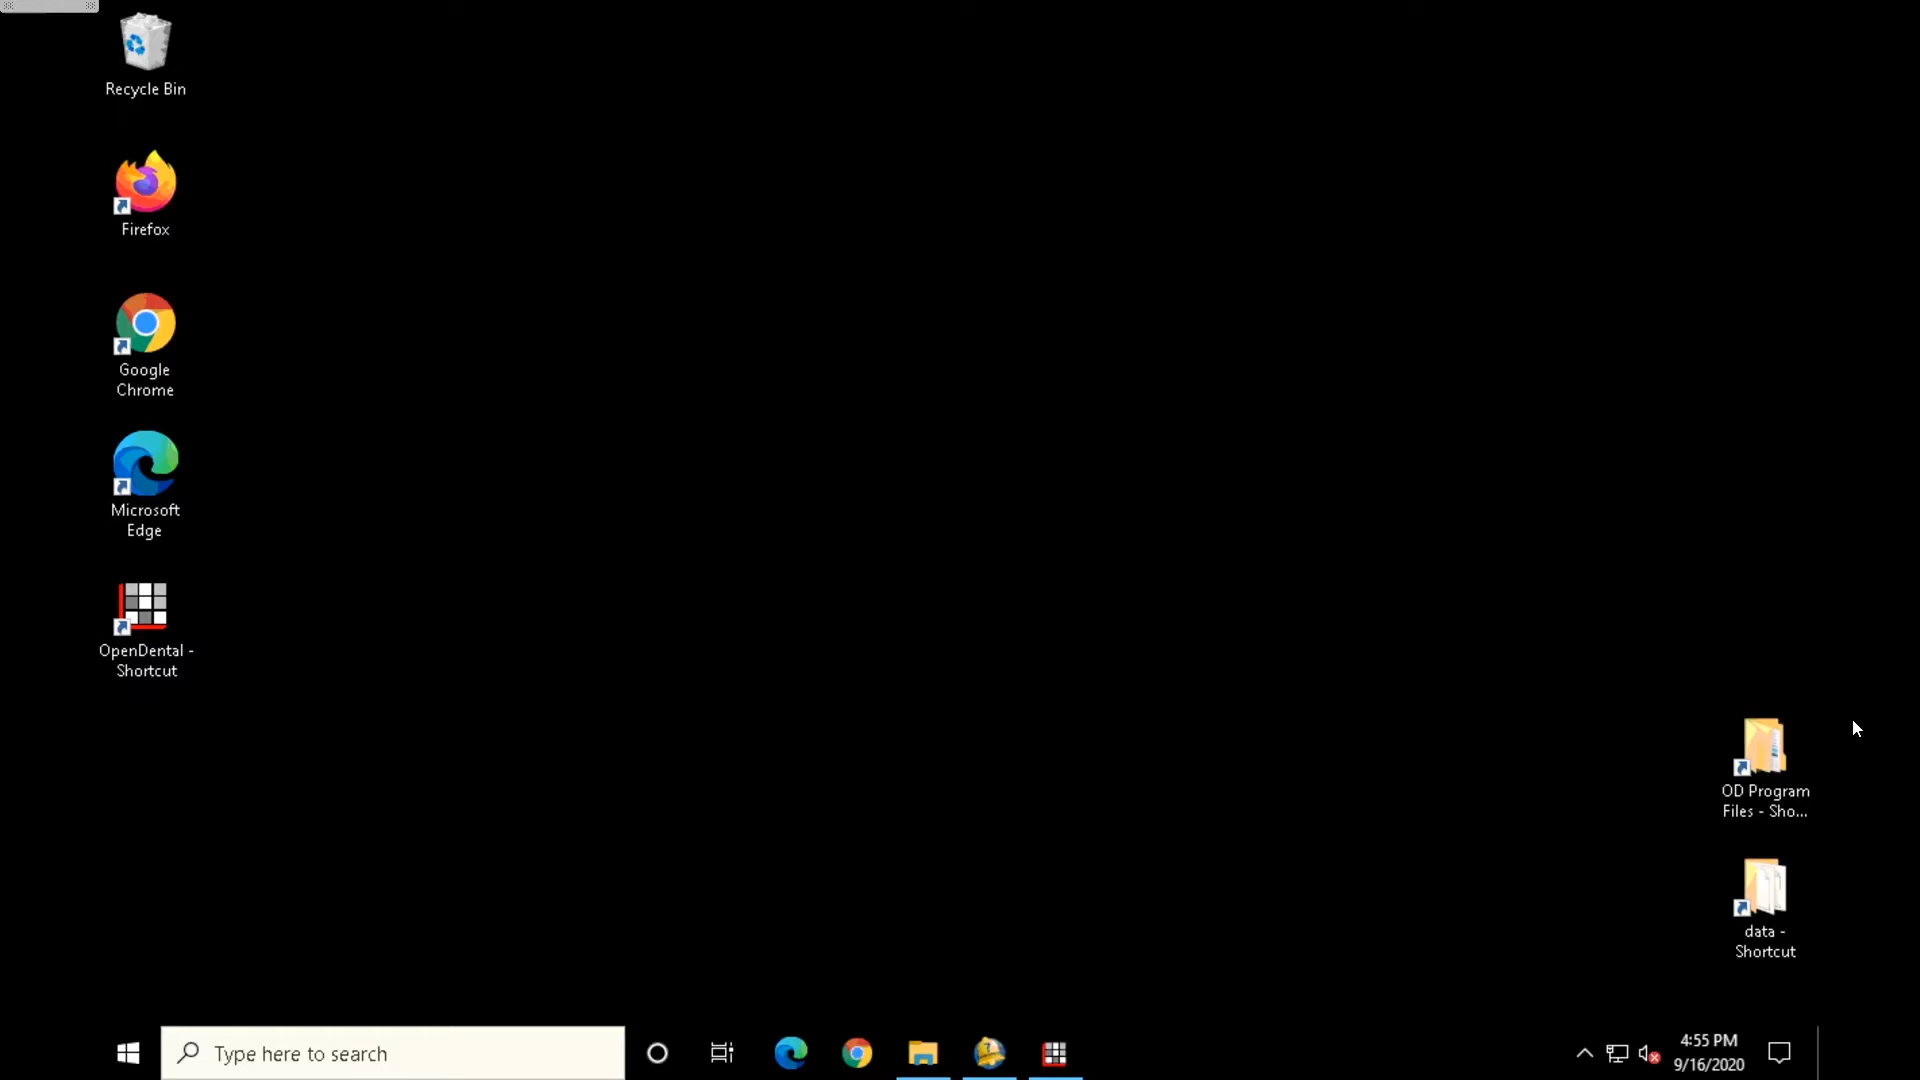 Recycle Bin
Firefox
Google
Chrome
Microsoft
Edge
OpenDental -
Shortcut
OD Program
Files - Sho...
data -
Shortcut
Type here to search
4:55 PM
9/16/2020